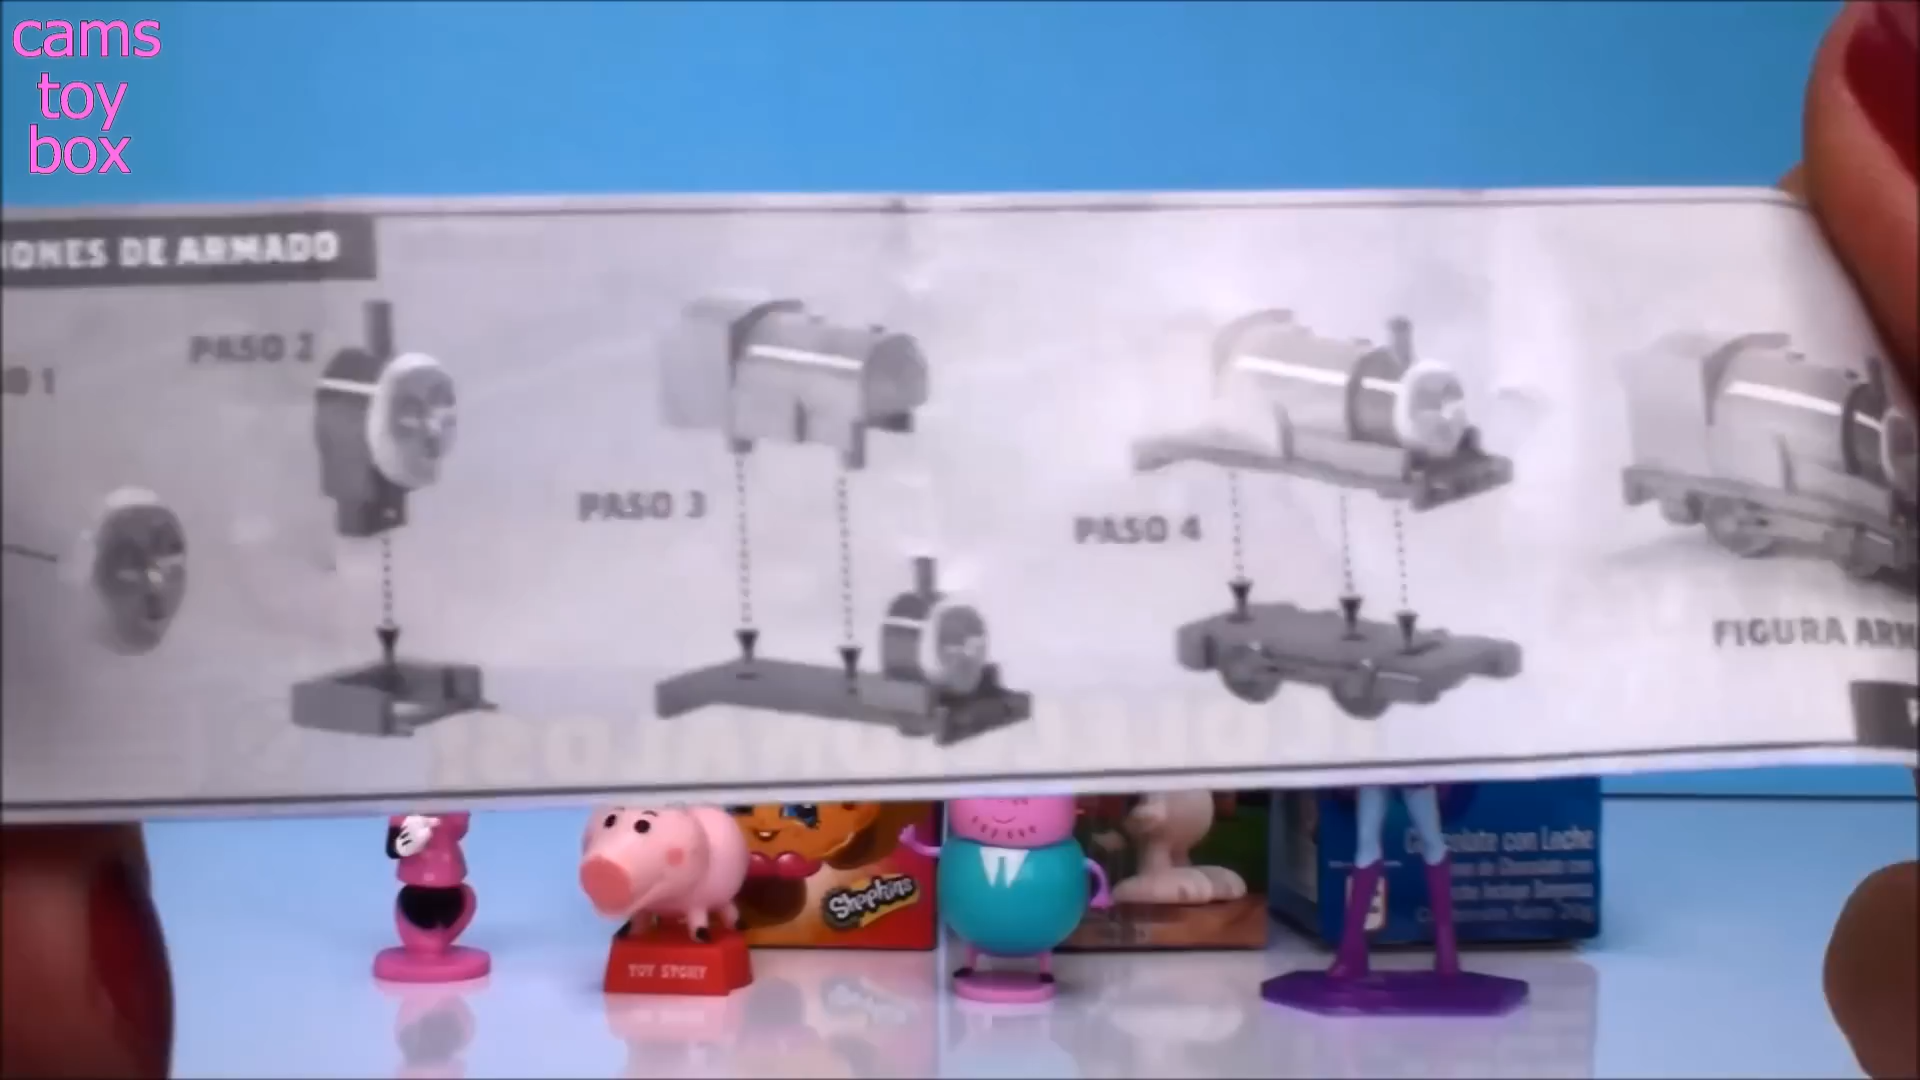 cams
toy
box
IONES DE ARMADO
PASO 2
1
PASO 3
PASO 4
FIGURA ARM
Shopkins
TOY STORY
Chocolate con Leche